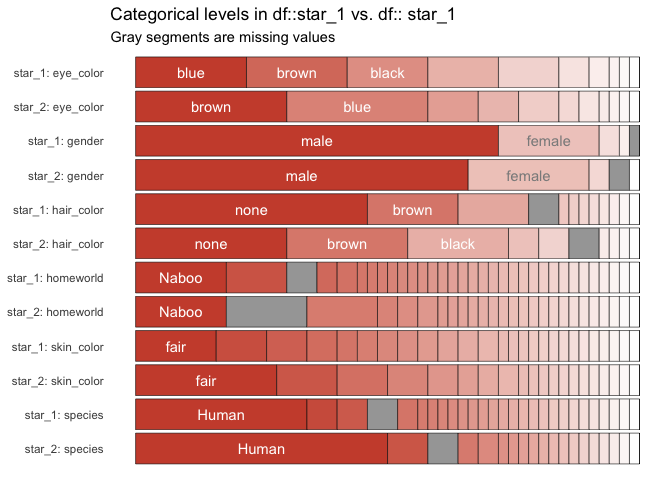 Categorical levels in df::star_1 vs. df:: star_1
Gray segments are missing values
star_1: eye_color blue brown black
star_2: eye_color brown blue
star_1: gender male female
star_2: gender male female
star_1: hair_color none brown
star_2: hair_color none brown black
star_1: homeworld Naboo
star_2: homeworld Naboo
star_1: skin_color fair
star_2: skin_color fair
star_1: species Human
star_2: species Human